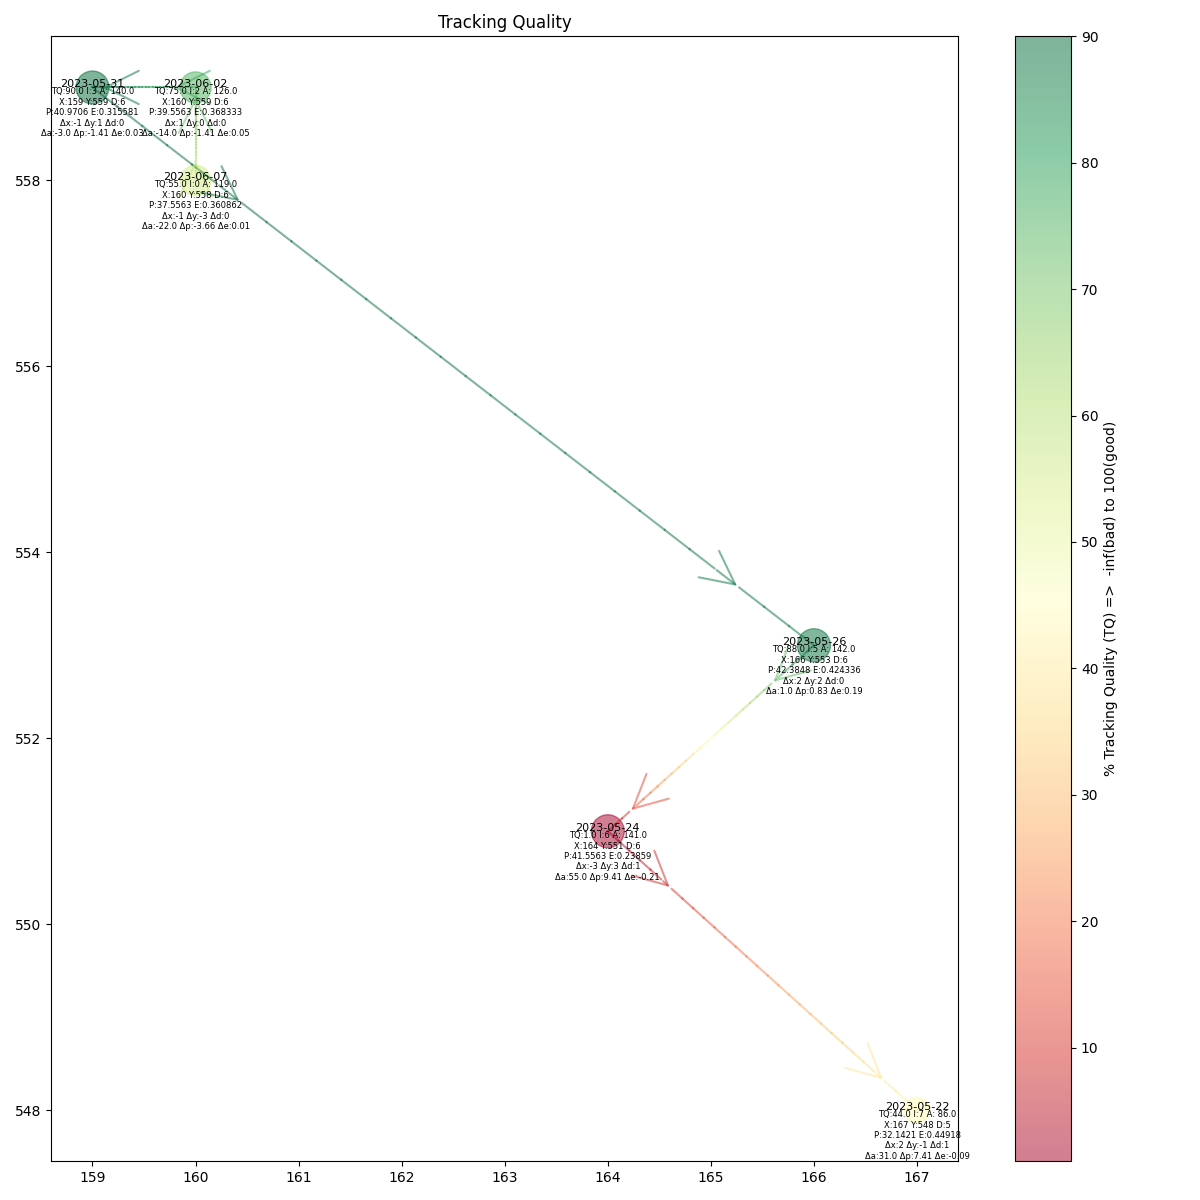 Tracking Quality
2023-05-31
TQ:90.0 I:3 A: 140.0
X:159 Y:559 D:6
P:40.9706 E:0.315581
Δx:-1 Δy:1 Δd:0
Δa:-3.0 Δp:-1.41 Δe:0.03
2023-06-02
TQ:75.0 I:2 A: 126.0
X:160 Y:559 D:6
P:39.5563 E:0.368333
Δx:1 Δy:0 Δd:0
Δa:-14.0 Δp:-1.41 Δe:0.05
2023-06-07
TQ:55.0 I:0 A: 119.0
X:160 Y:558 D:6
P:37.5563 E:0.360862
Δx:-1 Δy:-3 Δd:0
Δa:-22.0 Δp:-3.66 Δe:0.01
2023-05-26
TQ:88.0 I:5 A: 142.0
X:166 Y:553 D:6
P:42.3848 E:0.424336
Δx:2 Δy:2 Δd:0
Δa:1.0 Δp:0.83 Δe:0.19
2023-05-24
TQ:1.0 I:6 A: 141.0
X:164 Y:551 D:6
P:41.5563 E:0.23859
Δx:-3 Δy:3 Δd:1
Δa:55.0 Δp:9.41 Δe:-0.21
2023-05-22
TQ:44.0 I:7 A: 86.0
X:167 Y:548 D:5
P:32.1421 E:0.44918
Δx:2 Δy:-1 Δd:1
Δa:31.0 Δp:7.41 Δe:-0.09
558
556
554
552
550
548
159 160 161 162 163 164 165 166 167
90
80
70
60
50
40
30
20
10
% Tracking Quality (TQ) => -inf(bad) to 100(good)